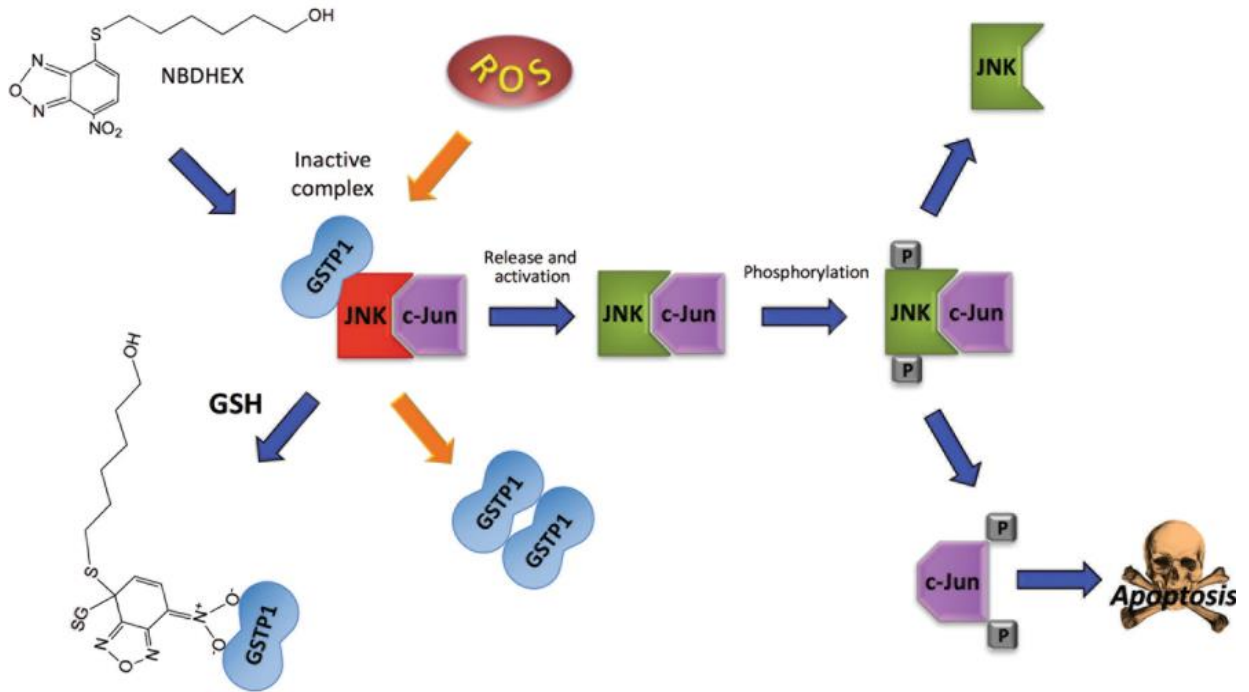 OH
S
N
O
N
NO₂
NBDHEX
ROS
Inactive
complex
GSTP1
JNK
c-Jun
Release and
activation
JNK
c-Jun
Phosphorylation
P
JNK
c-Jun
P
JNK
GSH
OH
S
SG
N
O
N
N⁺
O⁻
O⁻
GSTP1
GSTP1
GSTP1
P
c-Jun
P
Apoptosis